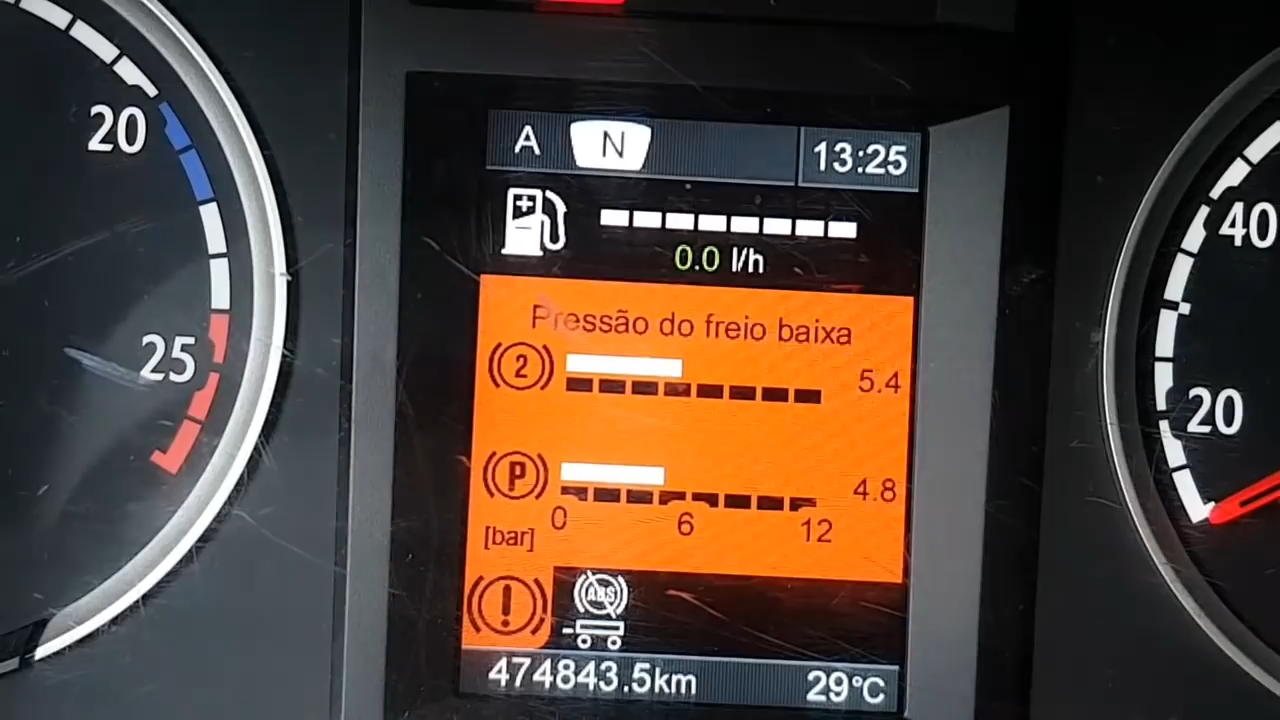 20
25
A N 13:25
0.0 l/h
Pressão do freio baixa
2 5.4
P 4.8
0 6 12
[bar]
! ABS
474843.5km 29°C
40
20